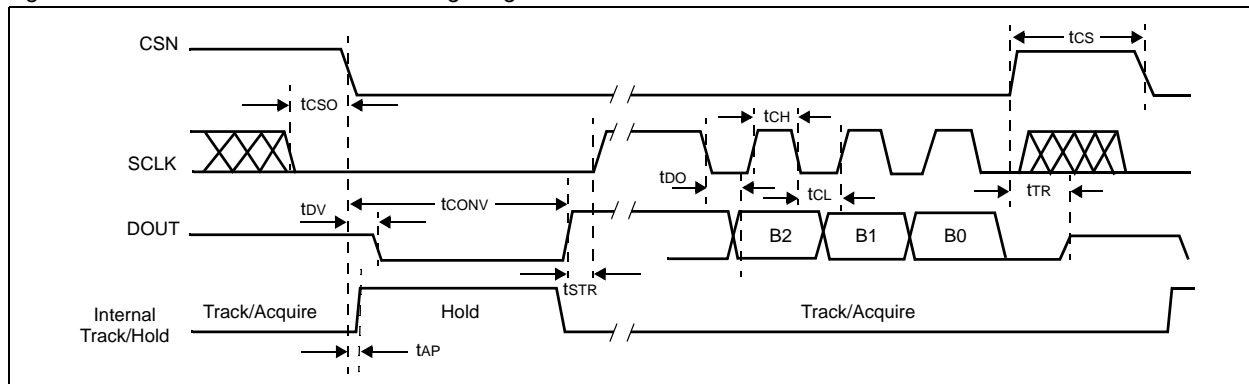 CSN
tCS
tCSO
tCH
SCLK
tDO
tCL
tTR
tDV
tCONV
DOUT
B2
B1
B0
tSTR
Internal
Track/Hold
Track/Acquire
Hold
Track/Acquire
tAP